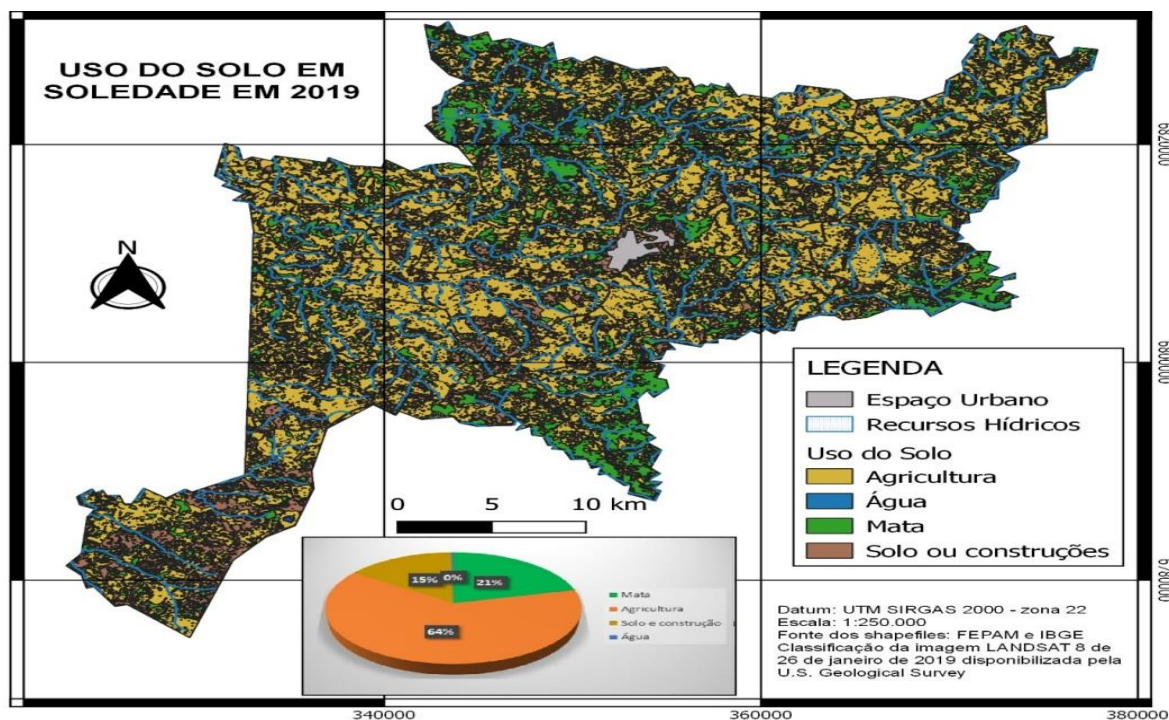 USO DO SOLO EM
SOLEDADE EM 2019
N
6820000
6800000
6780000
LEGENDA
Espaço Urbano
Recursos Hídricos
Uso do Solo
Agricultura
Água
Mata
Solo ou construções
0 5 10 km
15% 0% 21%
64%
Mata
Agricultura
Solo e construção
Água
Datum: UTM SIRGAS 2000 - zona 22
Escala: 1:250.000
Fonte dos shapefiles: FEPAM e IBGE
Classificação da imagem LANDSAT 8 de
26 de janeiro de 2019 disponibilizada pela
U.S. Geological Survey
340000 360000 380000